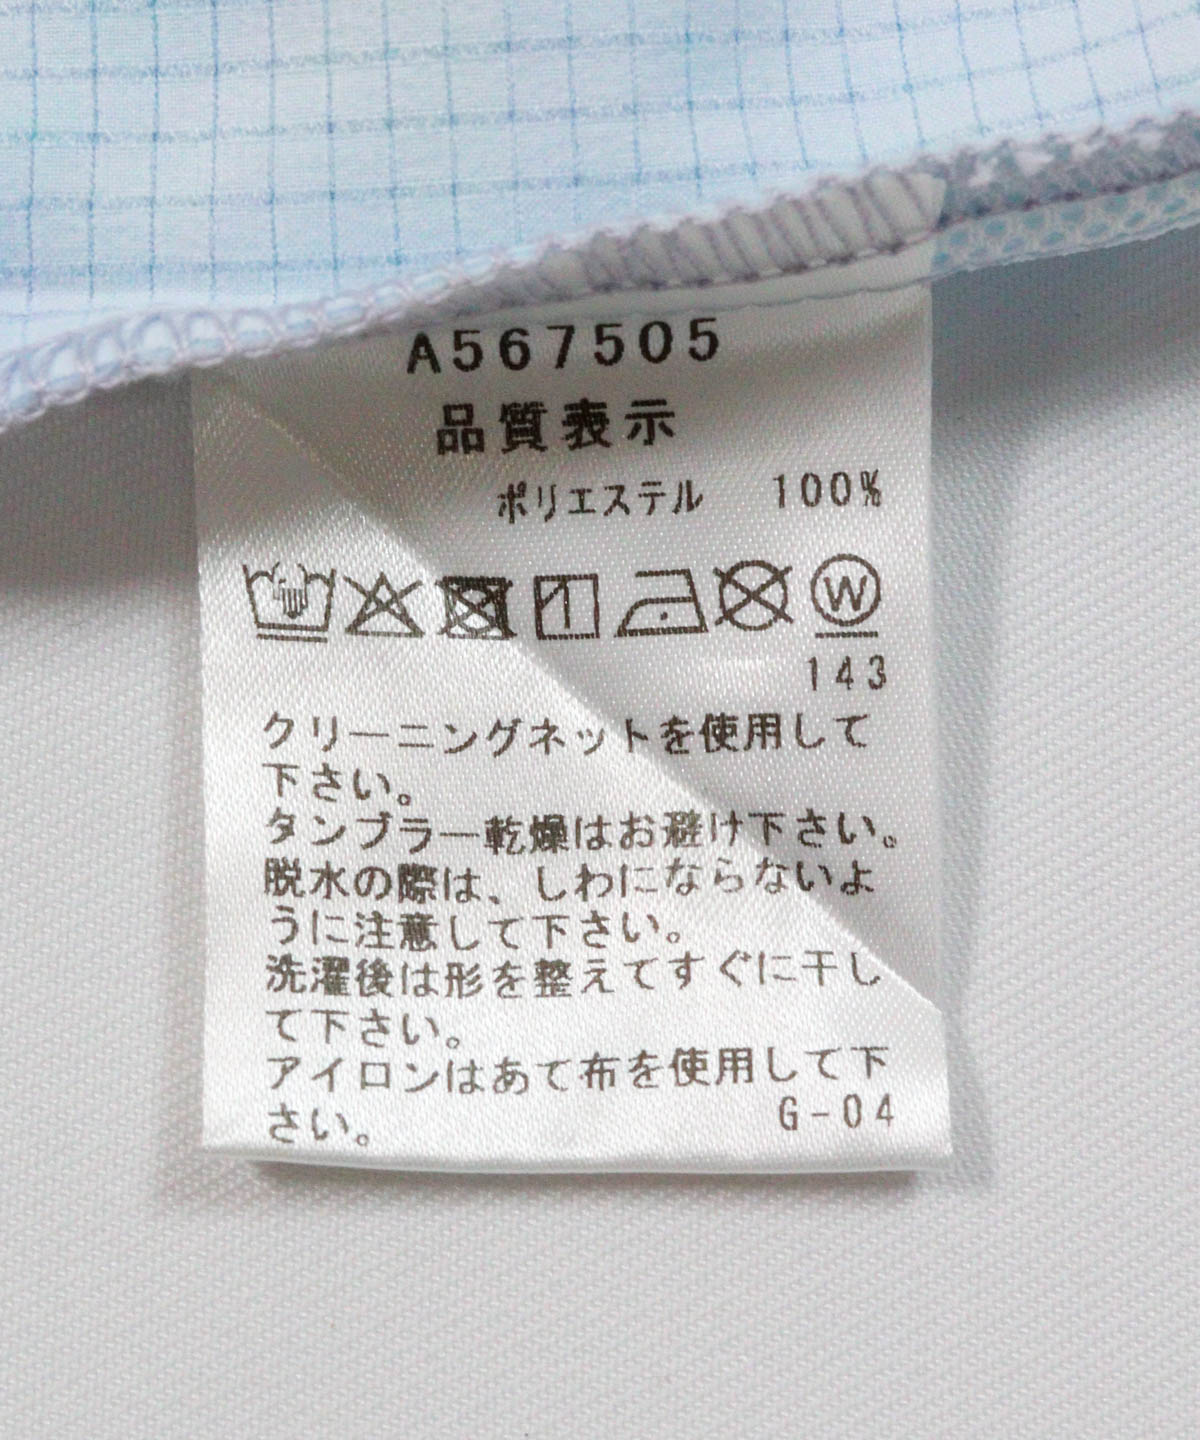 A567505
品質表示
ポリエステル 100%
W
143
クリーニングネットを使用して
下さい。
タンブラー乾燥はお避け下さい。
脱水の際は、しわにならないよ
うに注意して下さい。
洗濯後は形を整えてすぐに干し
て下さい。
アイロンはあて布を使用して下
さい。 G-04